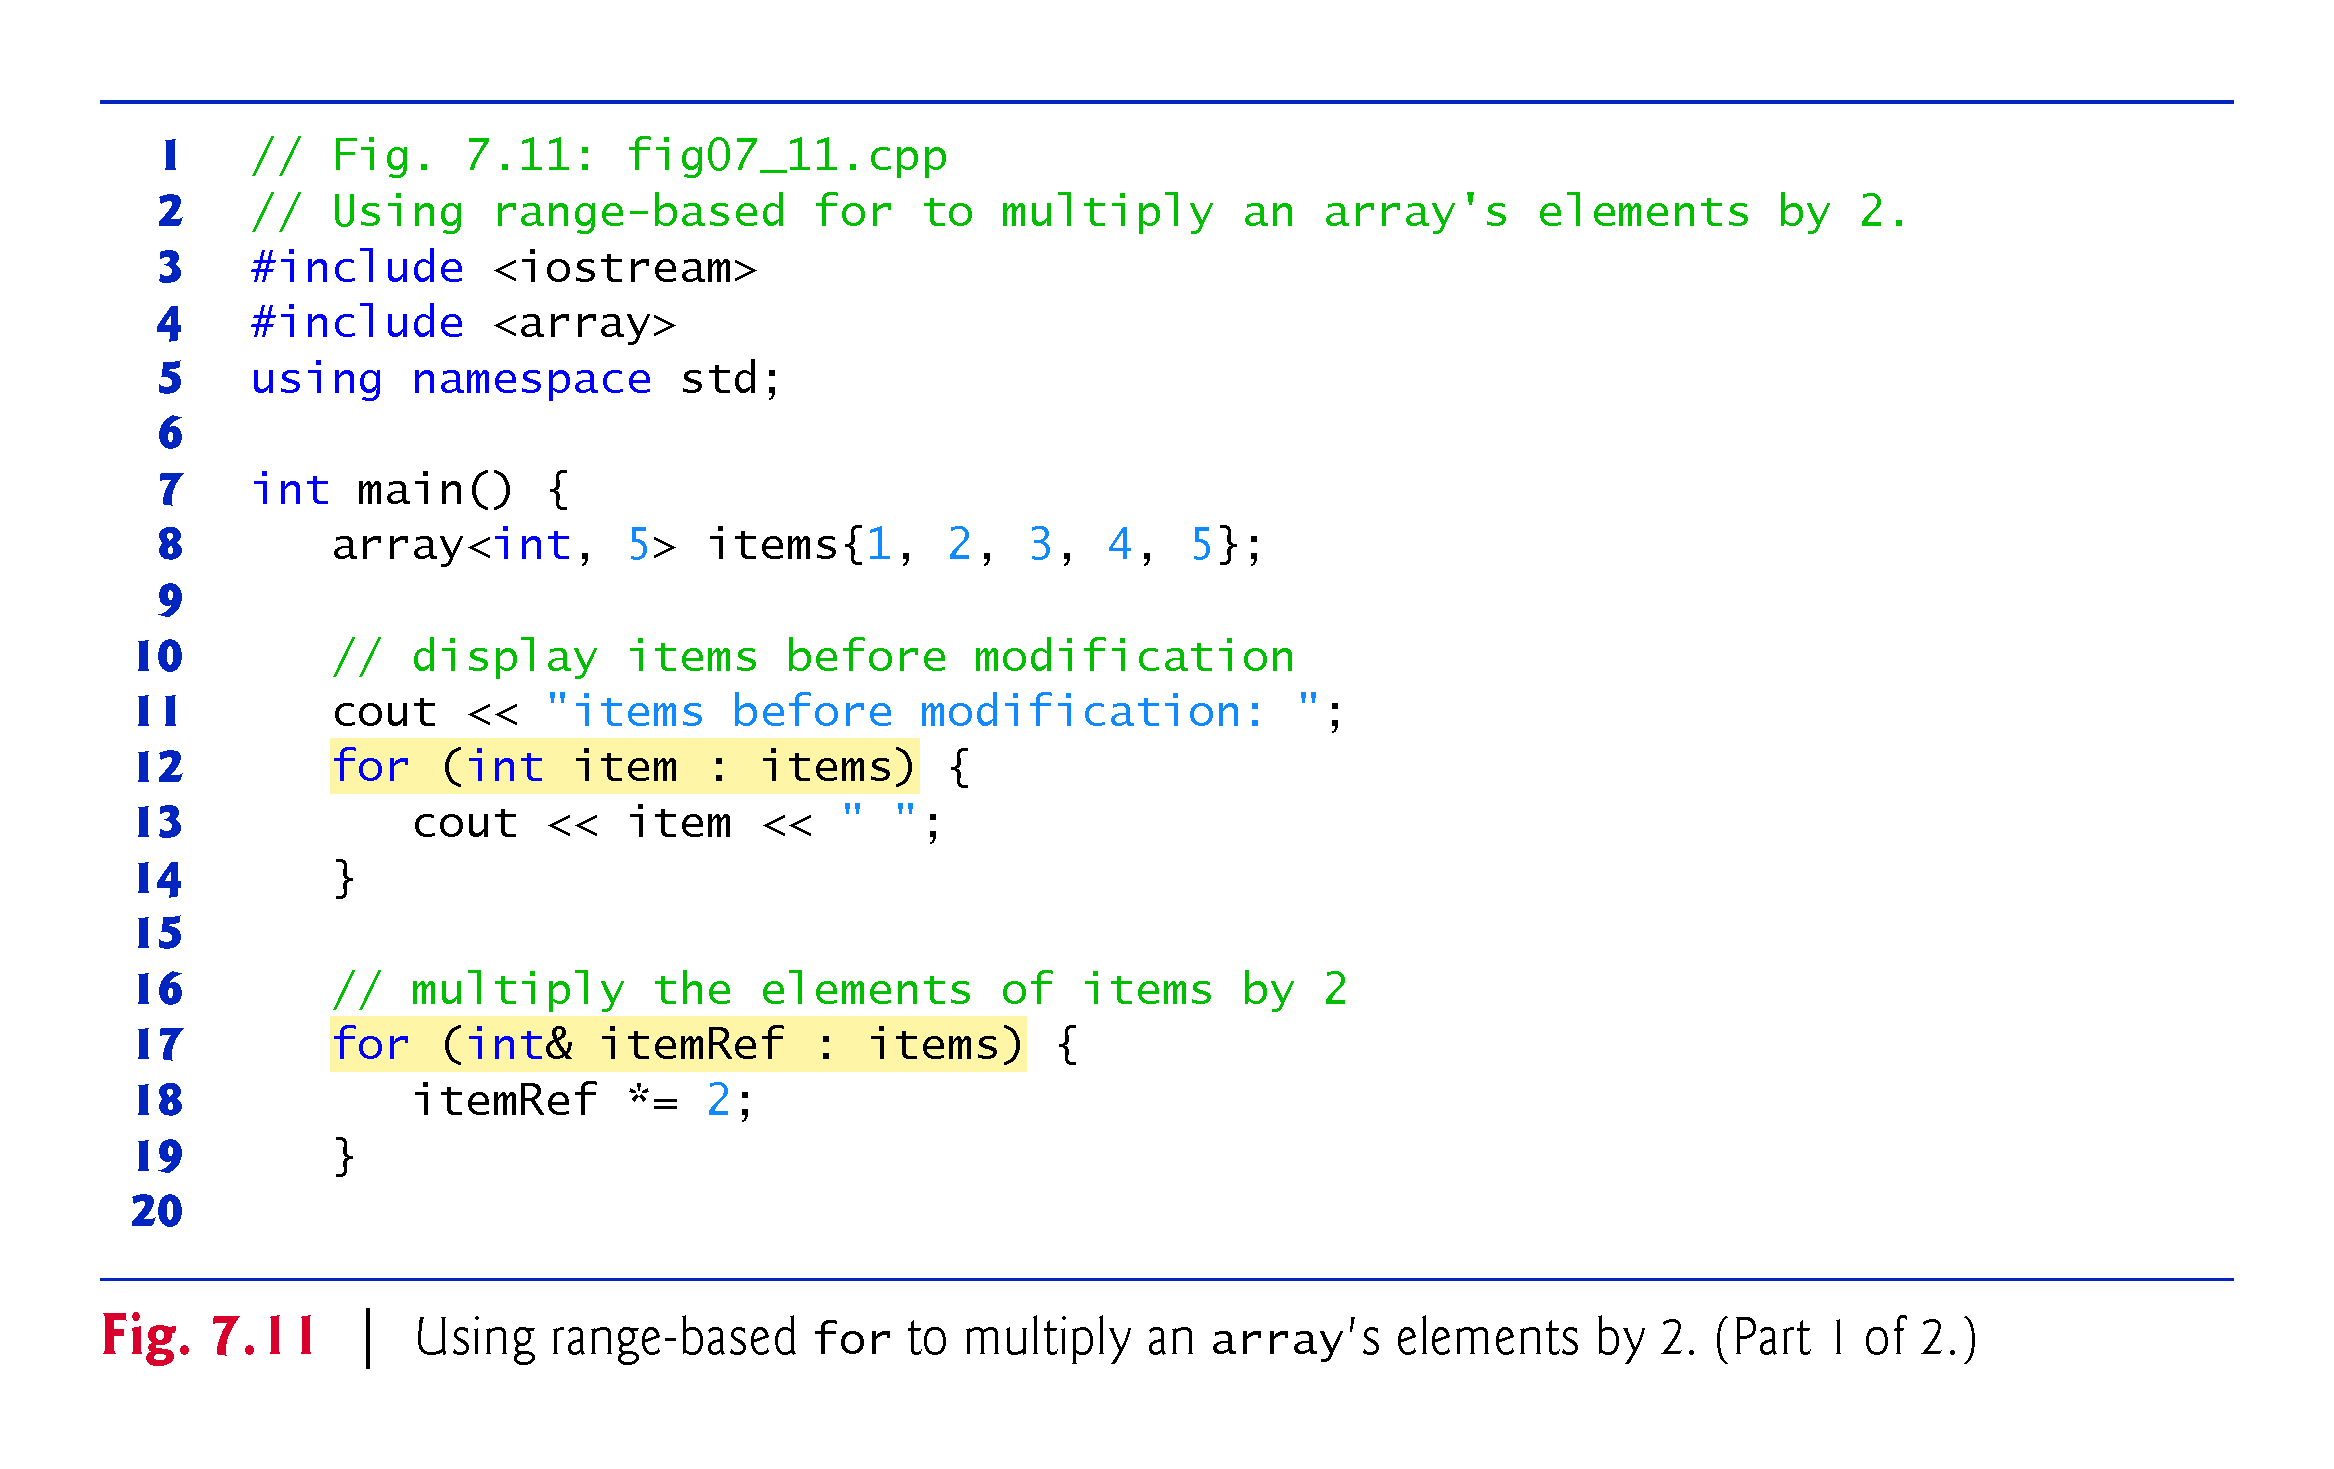 1 // Fig. 7.11: fig07_11.cpp
2 // Using range-based for to multiply an array's elements by 2.
3 #include <iostream>
4 #include <array>
5 using namespace std;
6
7 int main() {
8    array<int, 5> items{1, 2, 3, 4, 5};
9
10    // display items before modification
11    cout << "items before modification: ";
12    for (int item : items) {
13       cout << item << " ";
14    }
15
16    // multiply the elements of items by 2
17    for (int& itemRef : items) {
18       itemRef *= 2;
19    }
20
Fig. 7.11 | Using range-based for to multiply an array's elements by 2. (Part 1 of 2.)